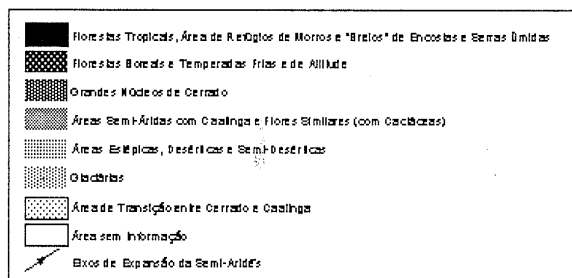 Florestas Tropicais, Área de Refúgios de Morros e "Brejos" de Encostas e Serras Úmidas
Florestas Boreais e Temperadas Frias e de Altitude
Grandes Núcleos de Cerrado
Áreas Semi-Áridas com Caatinga e Flores Similares (com Cactáceas)
Áreas Estépicas, Desérticas e Semi-Desérticas
Glaciárias
Área de Transição entre Cerrado e Caatinga
Área sem Informação
Eixos de Expansão da Semi-Aridês